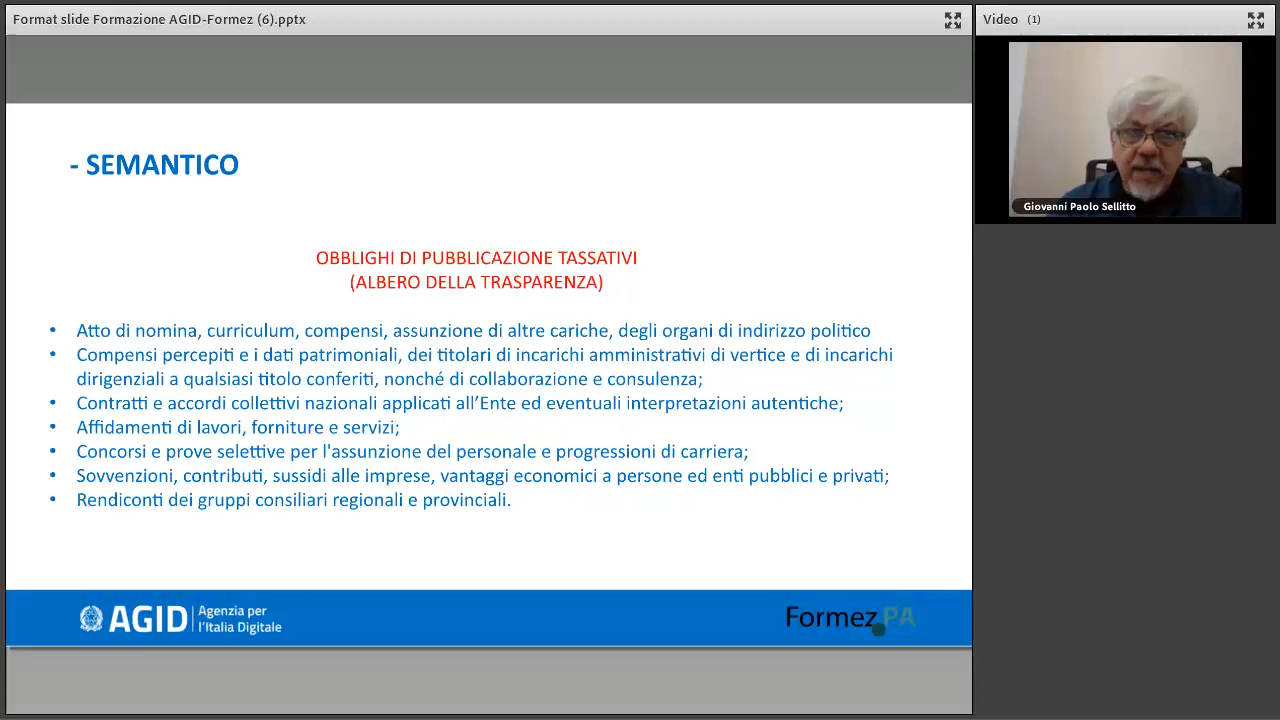 Format slide Formazione AGID-Formez (6).pptx
Video (1)
- SEMANTICO
OBBLIGHI DI PUBBLICAZIONE TASSATIVI
(ALBERO DELLA TRASPARENZA)
• Atto di nomina, curriculum, compensi, assunzione di altre cariche, degli organi di indirizzo politico
• Compensi percepiti e i dati patrimoniali, dei titolari di incarichi amministrativi di vertice e di incarichi
dirigenziali a qualsiasi titolo conferiti, nonché di collaborazione e consulenza;
• Contratti e accordi collettivi nazionali applicati all’Ente ed eventuali interpretazioni autentiche;
• Affidamenti di lavori, forniture e servizi;
• Concorsi e prove selettive per l'assunzione del personale e progressioni di carriera;
• Sovvenzioni, contributi, sussidi alle imprese, vantaggi economici a persone ed enti pubblici e privati;
• Rendiconti dei gruppi consiliari regionali e provinciali.
Giovanni Paolo Sellitto
AGID
Agenzia per
l’Italia Digitale
Formez PA